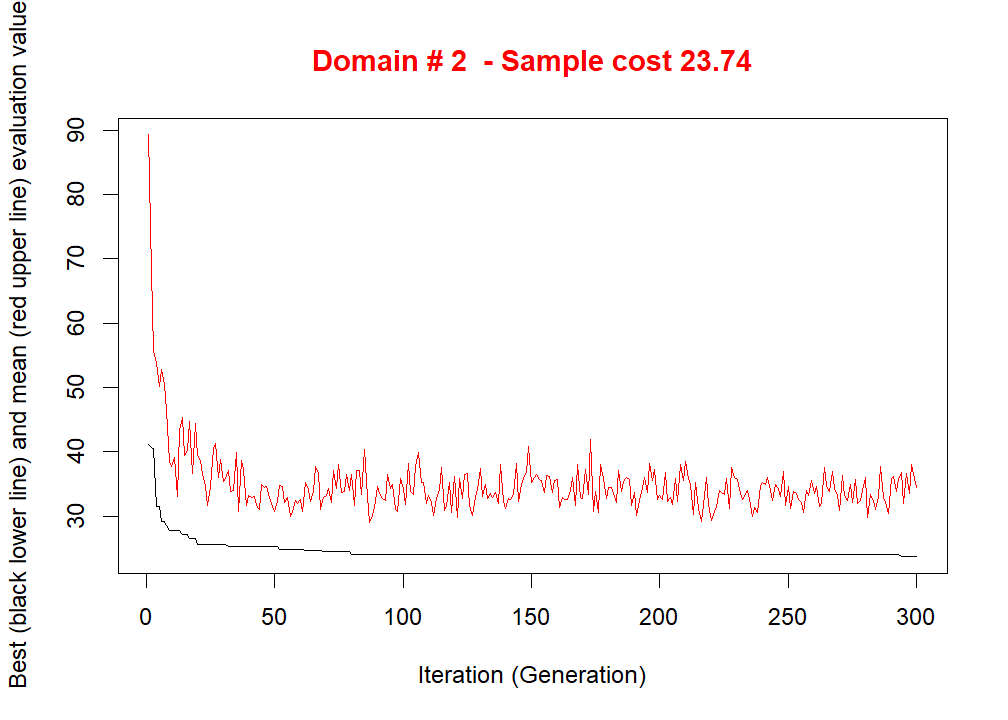 Domain # 2  - Sample cost 23.74
Best (black lower line) and mean (red upper line) evaluation value
90
80
70
60
50
40
30
0 50 100 150 200 250 300
Iteration (Generation)